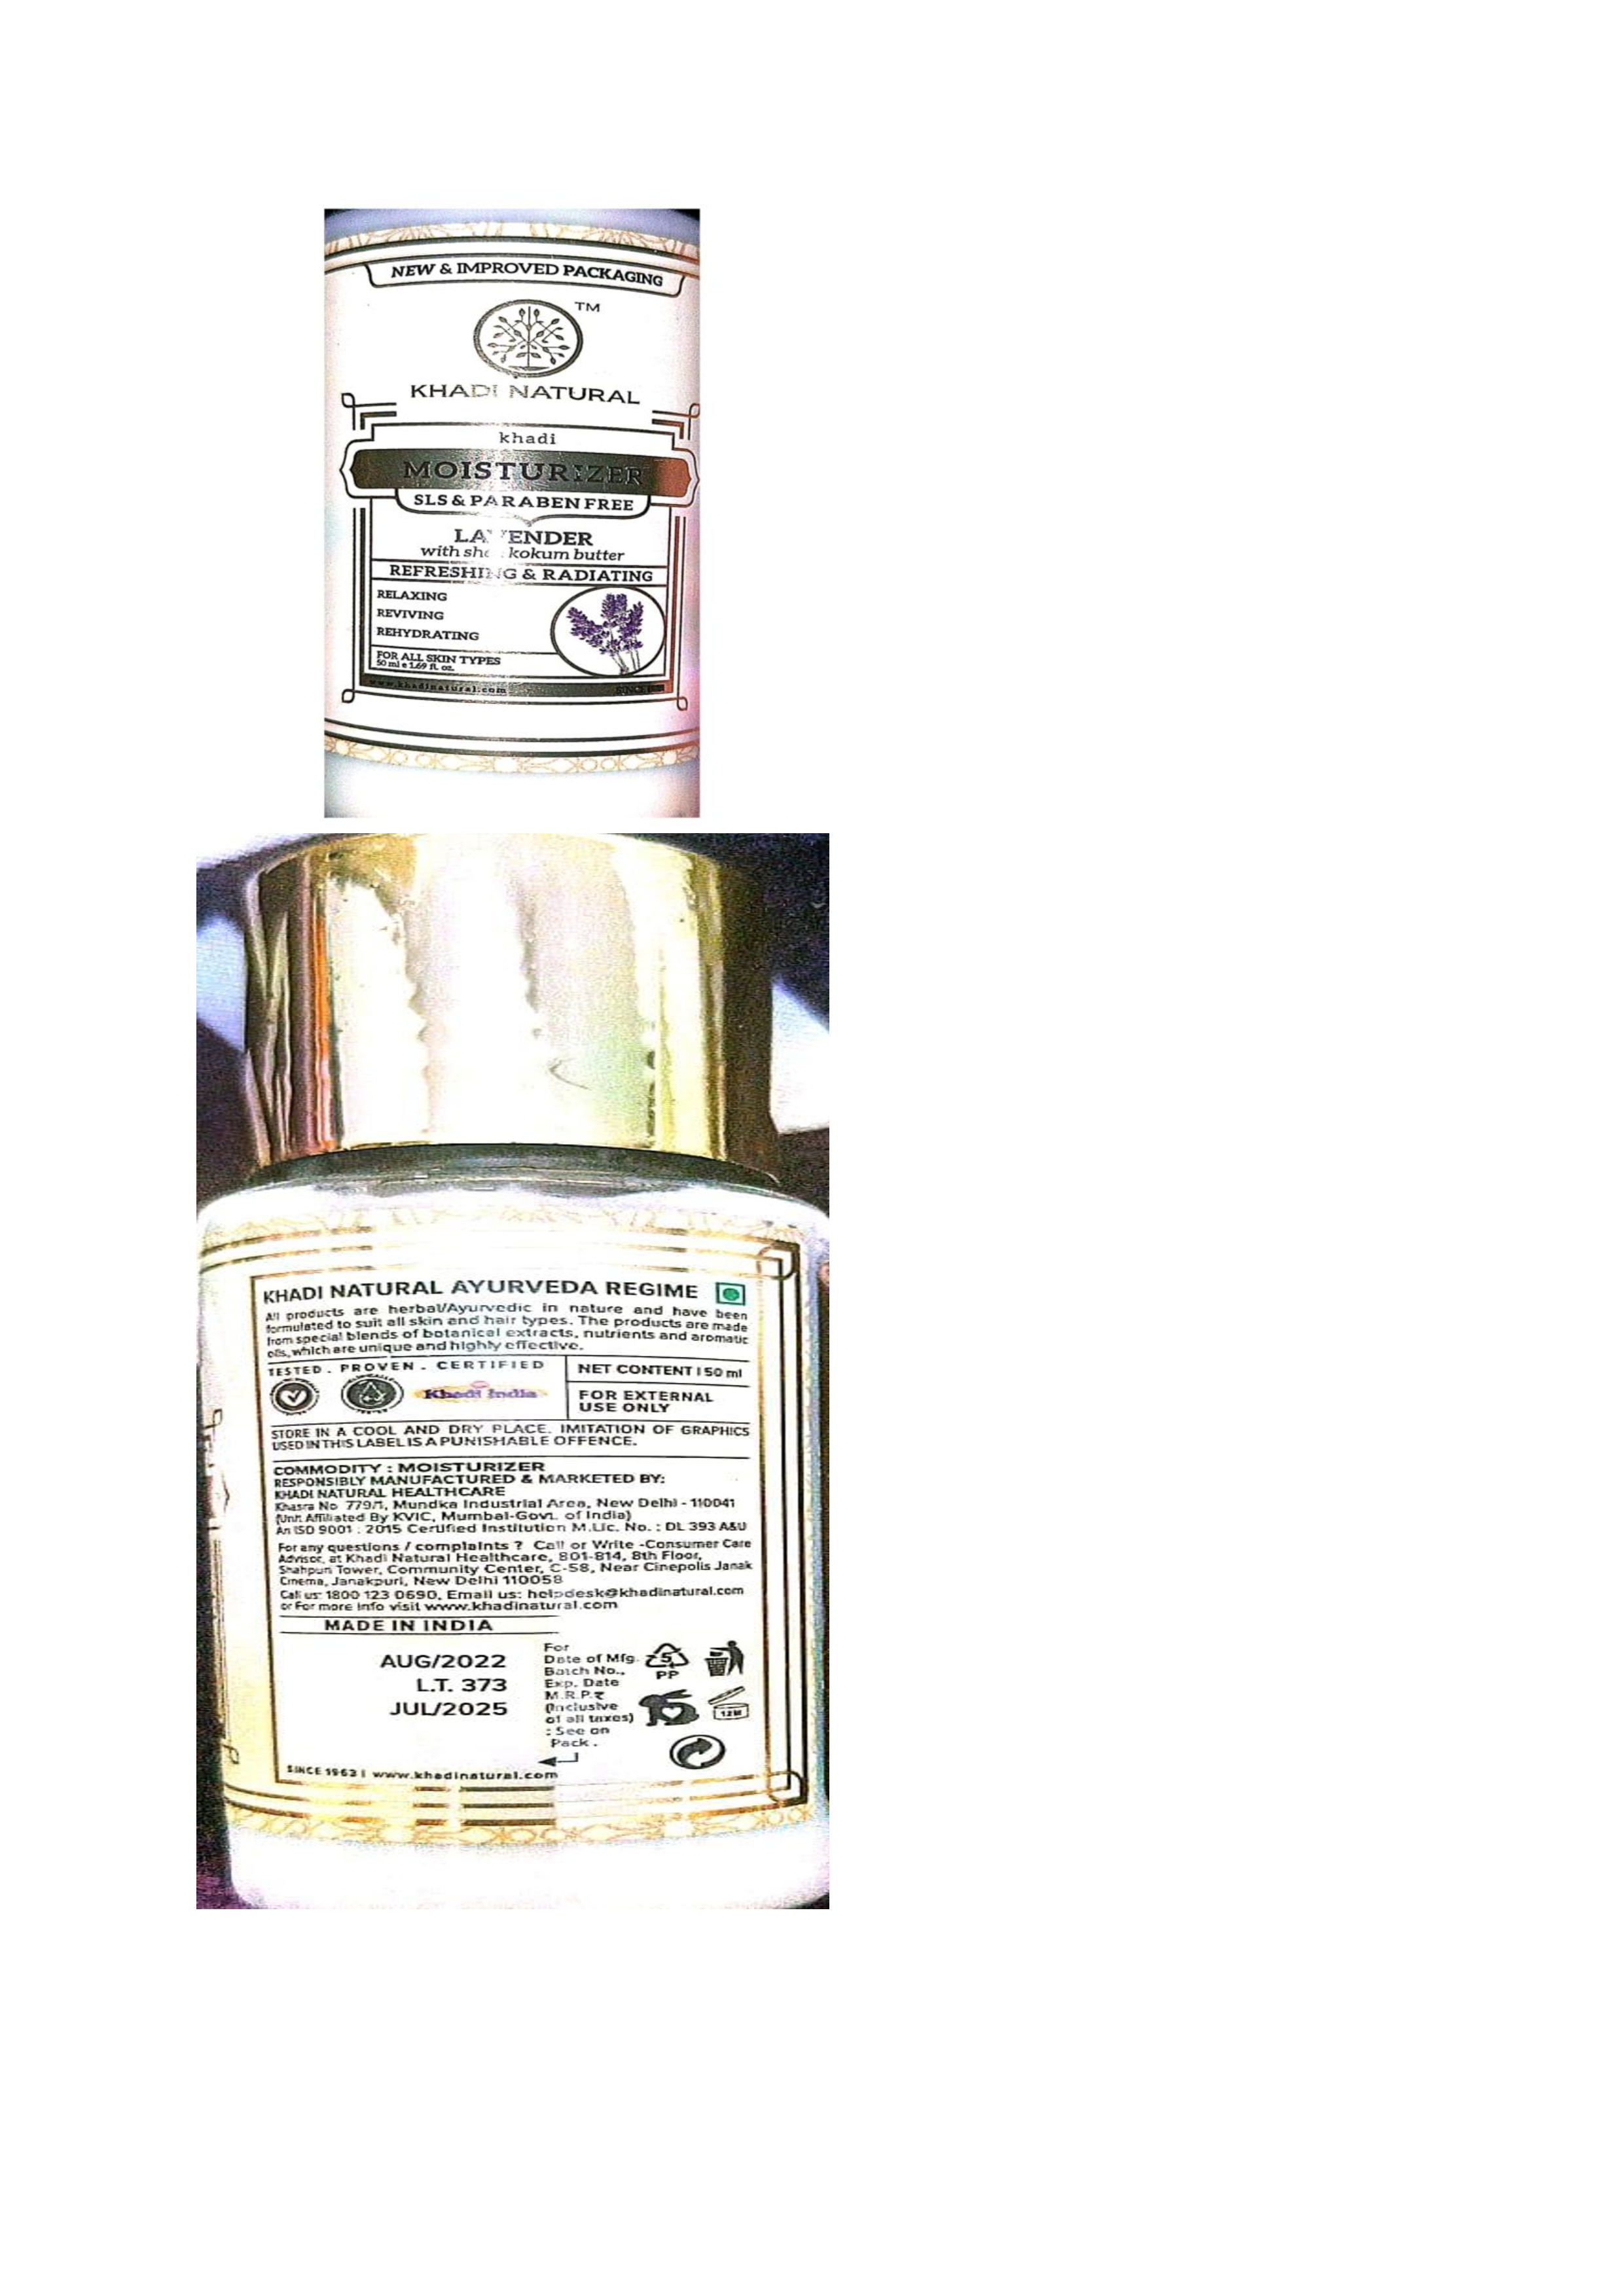 NEW & IMPROVED PACKAGING
TM
KHADI NATURAL
khadi
MOISTURIZER
SLS & PARABEN FREE
LAVENDER
with kokum butter
REFRESHING & RADIATING
RELAXING
REVIVING
REHYDRATING
FOR ALL SKIN TYPES
50 ml e 1.69 fl. oz.
www.khadinatural.com
KHADI NATURAL AYURVEDA REGIME
All products are herbal/Ayurvedic in nature and have been
formulated to suit all skin and hair types. The products are made
from special blends of botanical extracts, nutrients and aromatic
oils, which are unique and highly effective.
TESTED . PROVEN . CERTIFIED
Khadi India
NET CONTENT | 50 ml
FOR EXTERNAL
USE ONLY
STORE IN A COOL AND DRY PLACE. IMITATION OF GRAPHICS
USED IN THIS LABEL IS A PUNISHABLE OFFENCE.
COMMODITY : MOISTURIZER
RESPONSIBLY MANUFACTURED & MARKETED BY:
KHADI NATURAL HEALTHCARE
Khasra No. 779/1, Mundka Industrial Area, New Delhi - 110041
(Unit Affiliated By KVIC, Mumbai-Govt. of India)
An ISO 9001 : 2015 Certified Institution M.Lic. No. : DL 393 A&U
For any questions / complaints ? Call or Write -Consumer Care
Advisor, at Khadi Natural Healthcare, 801-814, 8th Floor,
Shahpuri Tower, Community Center, C-58, Near Cinepolis Janak
Cinema, Janakpuri, New Delhi 110058
Call us: 1800 123 0690, Email us: helpdesk@khadinatural.com
or For more info visit www.khadinatural.com
MADE IN INDIA
AUG/2022
L.T. 373
JUL/2025
For
Date of Mfg.
Batch No.,
Exp. Date
M.R.P.₹
(Inclusive
of all taxes)
: See on
Pack .
5
PP
12M
SINCE 1963 | www.khadinatural.com